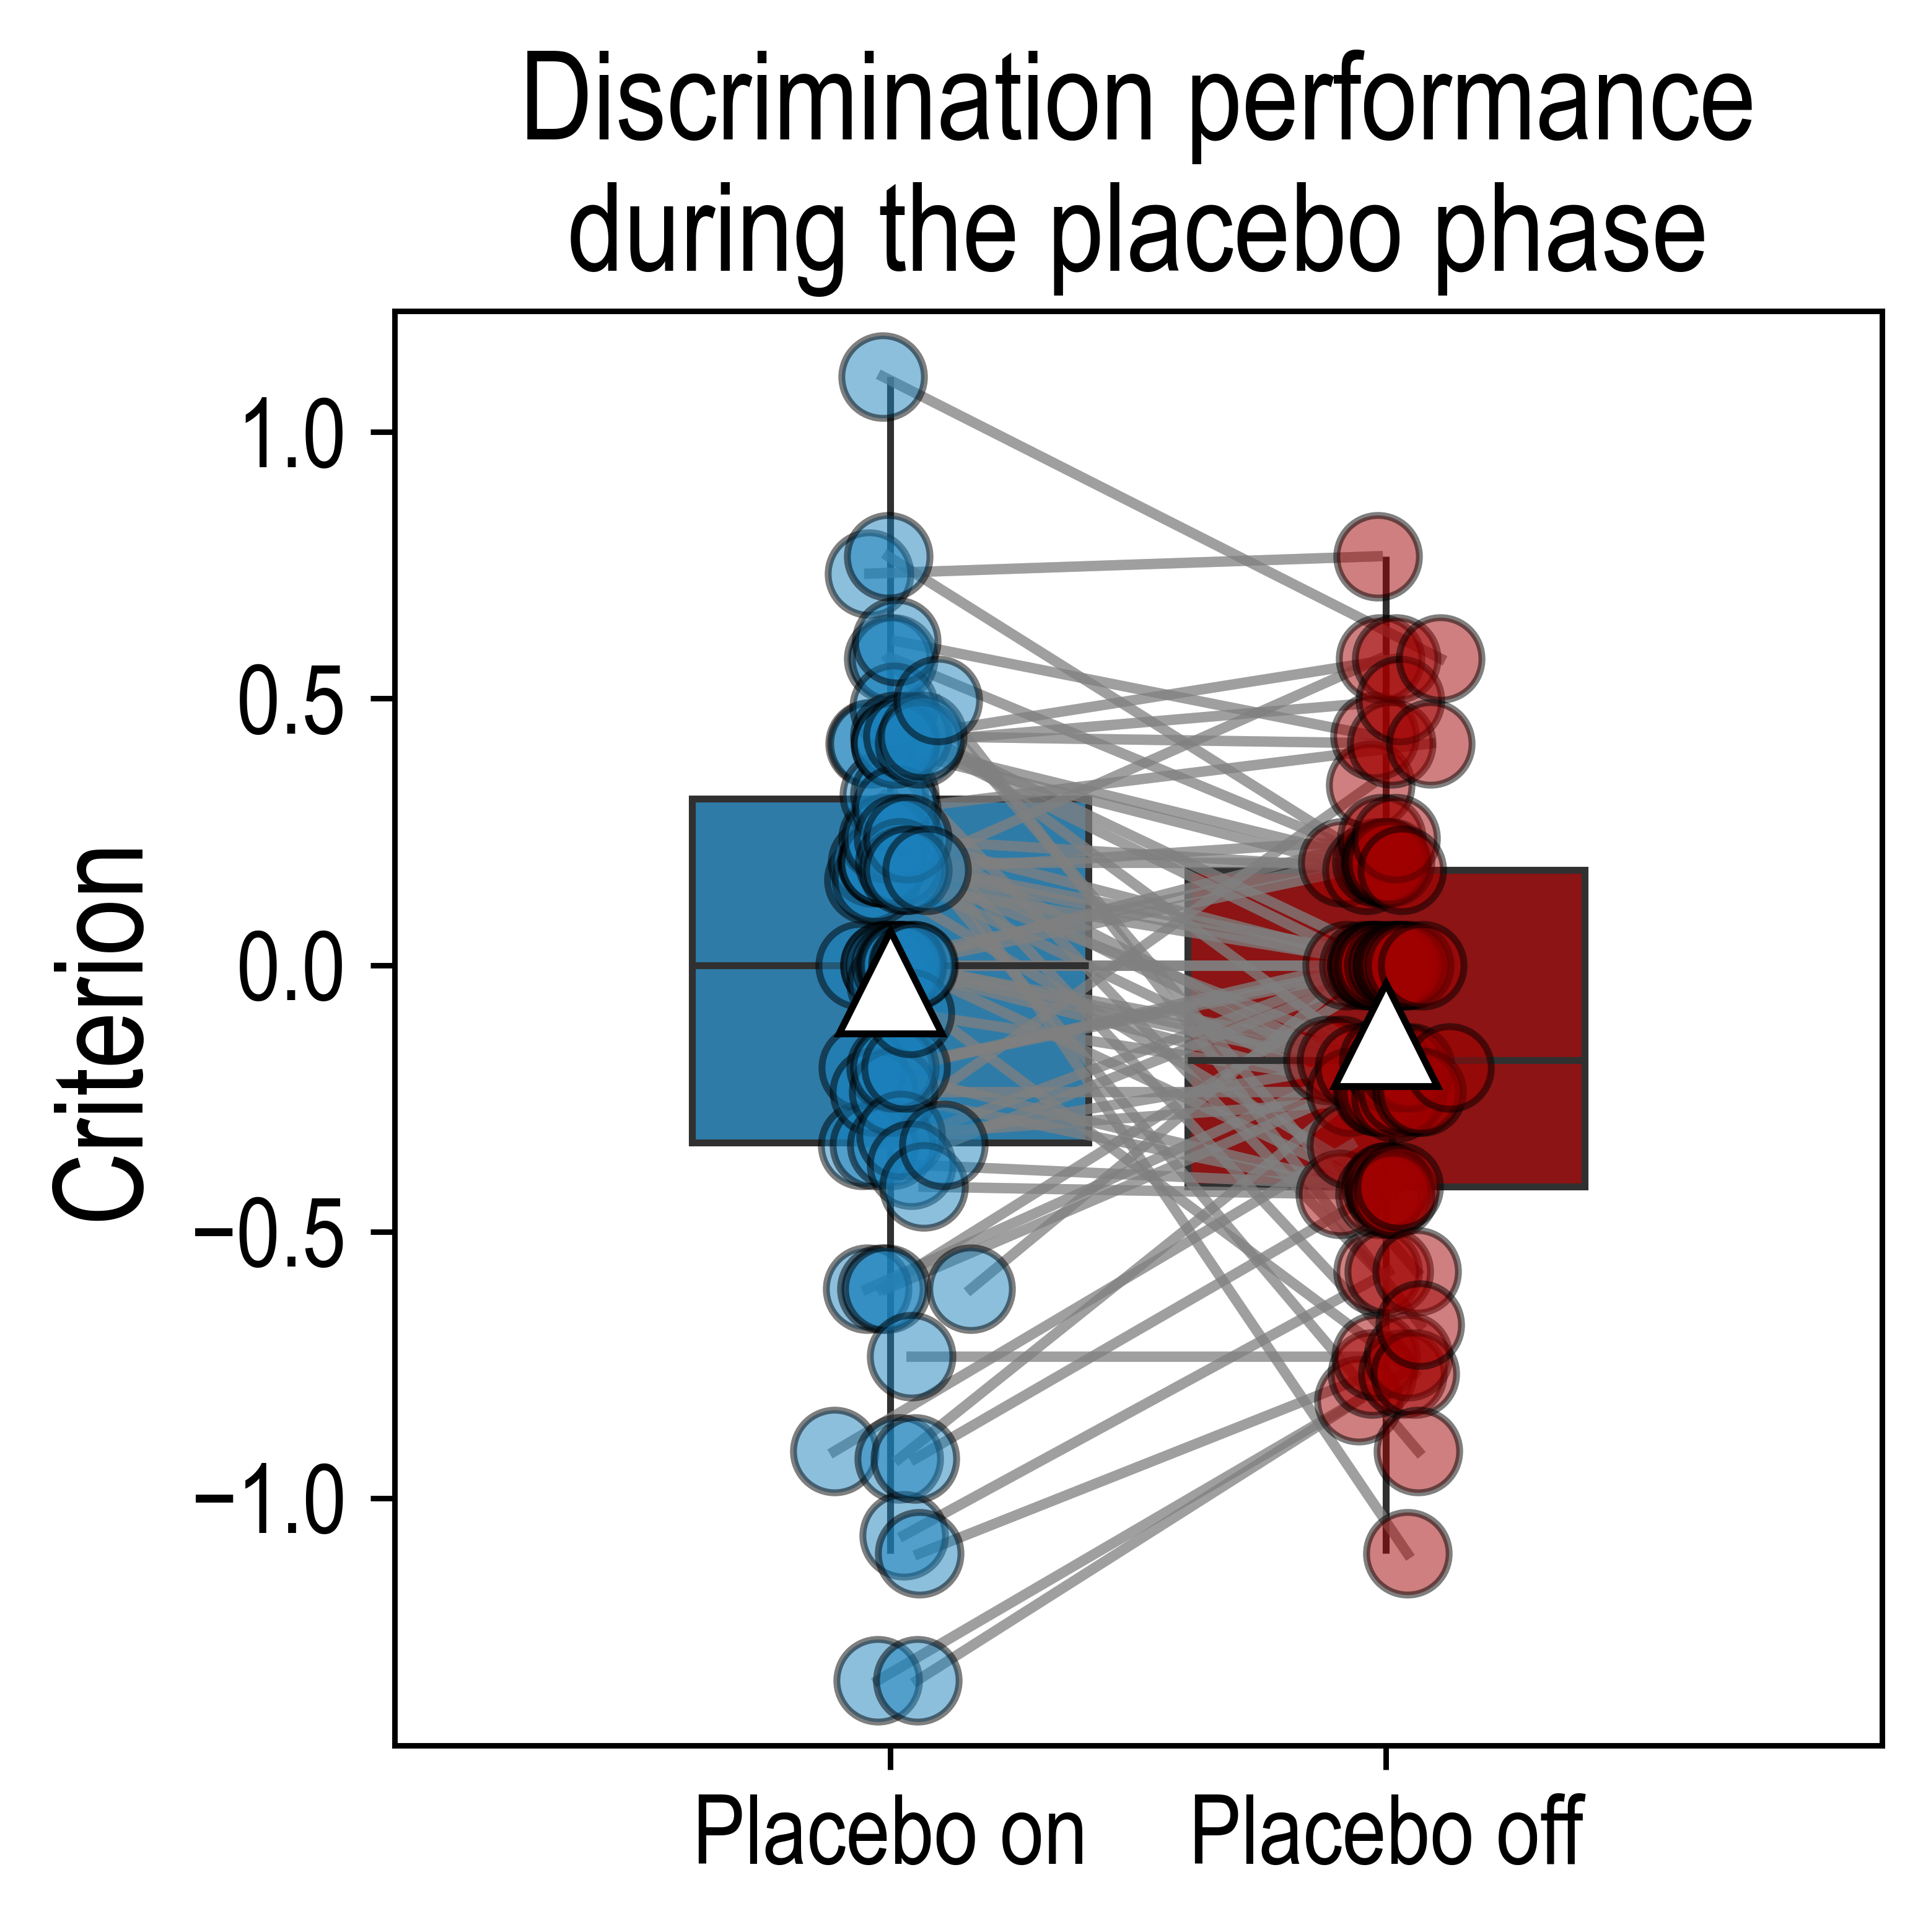 Discrimination performance
during the placebo phase
Criterion
1.0
0.5
0.0
−0.5
−1.0
Placebo on
Placebo off